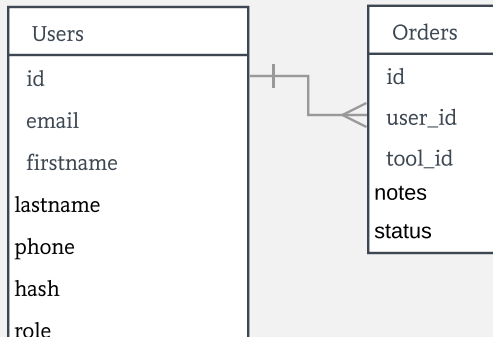 Users
id
email
firstname
lastname
phone
hash
role
Orders
id
user_id
tool_id
notes
status